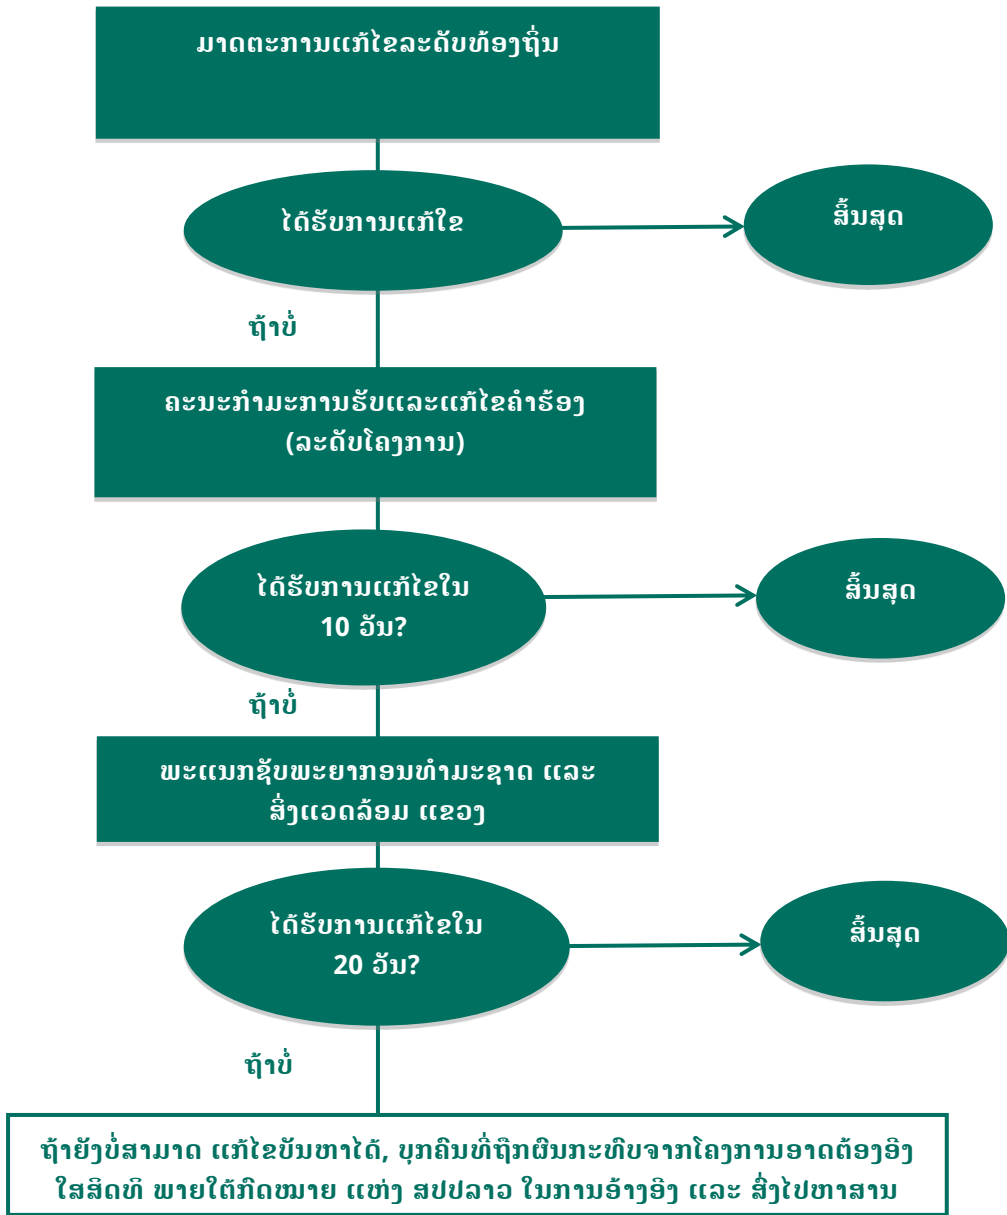 ມາດຕະການແກ້ໄຂລະດັບທ້ອງຖິ່ນ
ໄດ້ຮັບການແກ້ໃຂ
ສິ້ນສຸດ
ຖ້າບໍ່
ຄະນະກຳມະການຮັບແລະແກ້ໄຂຄຳຮ້ອງ
(ລະດັບໂຄງການ)
ໄດ້ຮັບການແກ້ໄຂໃນ
10 ວັນ?
ສິ້ນສຸດ
ຖ້າບໍ່
ພະແນກຊັບພະຍາກອນທຳມະຊາດ ແລະ
ສິ່ງແວດລ້ອມ ແຂວງ
ໄດ້ຮັບການແກ້ໄຂໃນ
20 ວັນ?
ສິ້ນສຸດ
ຖ້າບໍ່
ຖ້າຍັງບໍ່ສາມາດ ແກ້ໄຂບັນຫາໄດ້, ບຸກຄົນທີ່ຖືກຜົນກະທົບຈາກໂຄງການອາດຕ້ອງອີງ
ໃສສິດທິ ພາຍໃຕ້ກົດໝາຍ ແຫ່ງ ສປປລາວ ໃນການອ້າງອີງ ແລະ ສົ່ງໄປຫາສານ